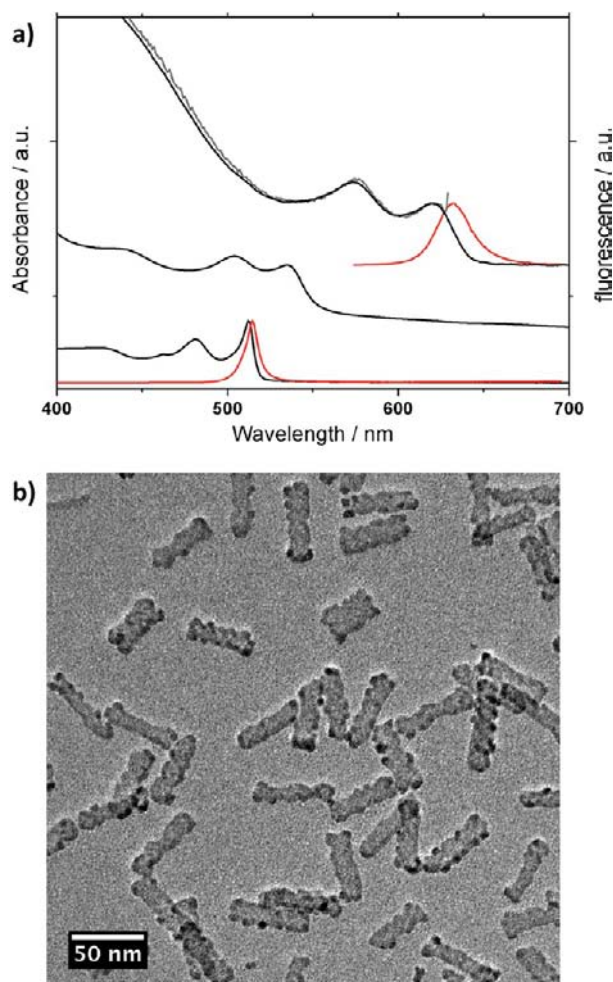 a)
Absorbance / a.u.
fluorescence / a.u.
400 500 600 700
Wavelength / nm
b)
50 nm